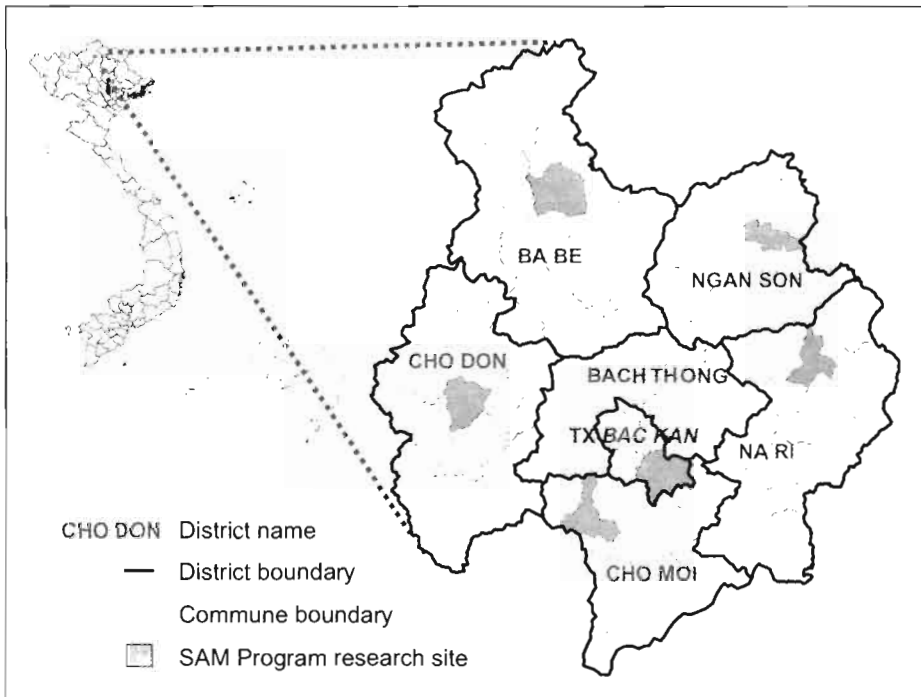 BA BE
NGAN SON
CHO DON
BACH THONG
TX BAC KAN
NA RI
CHO MOI
CHO DON District name
District boundary
Commune boundary
SAM Program research site